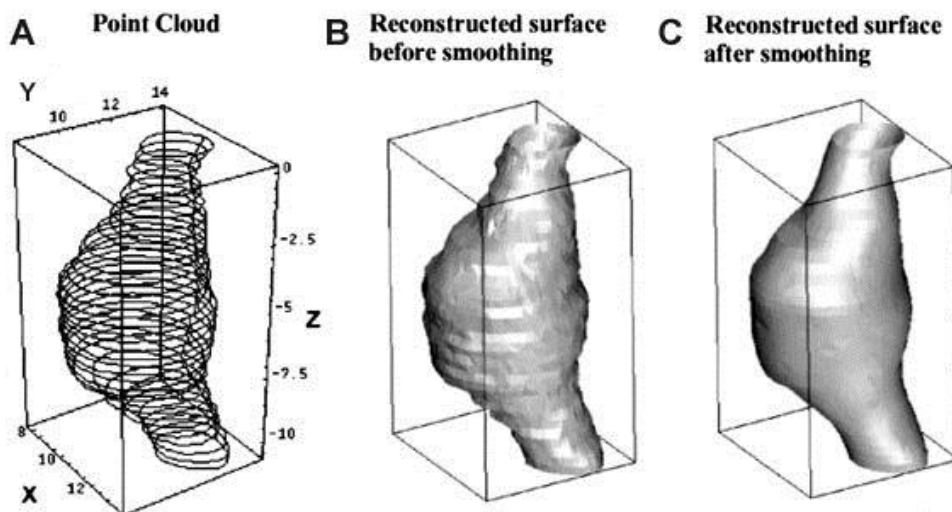 A
Point Cloud
B
Reconstructed surface
before smoothing
C
Reconstructed surface
after smoothing
Y
10
12
14
0
-2.5
-5
Z
-7.5
-10
8
10
12
X